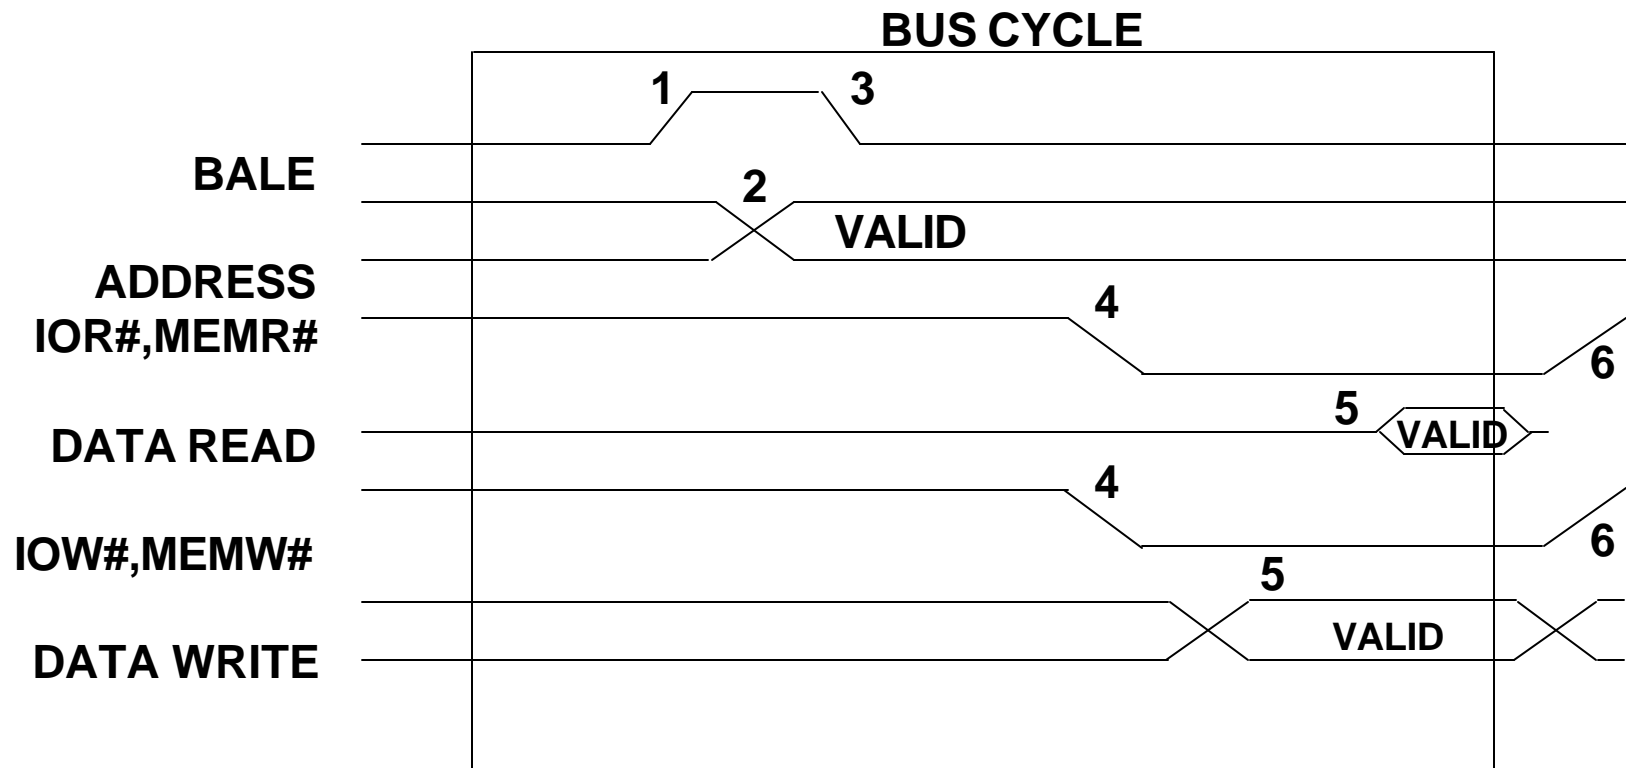 BUS CYCLE
1
3
BALE
2
VALID
ADDRESS
4
IOR#,MEMR#
6
5
DATA READ
VALID
4
IOW#,MEMW#
6
5
DATA WRITE
VALID